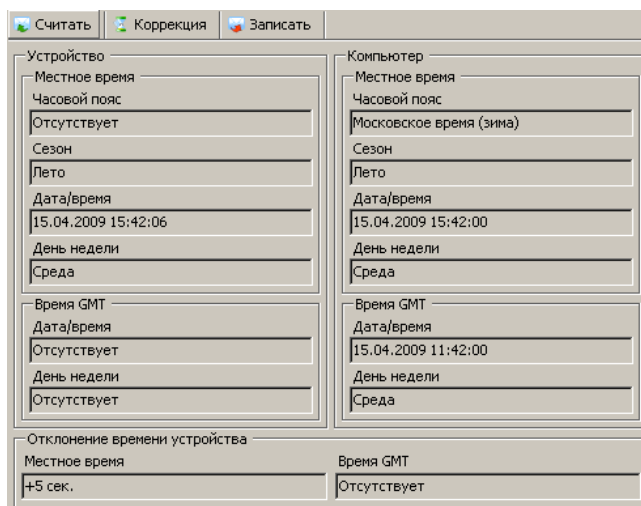 Считать Коррекция Записать
Устройство
Местное время
Часовой пояс
Отсутствует
Сезон
Лето
Дата/время
15.04.2009 15:42:06
День недели
Среда
Время GMT
Дата/время
Отсутствует
День недели
Отсутствует
Компьютер
Местное время
Часовой пояс
Московское время (зима)
Сезон
Лето
Дата/время
15.04.2009 15:42:00
День недели
Среда
Время GMT
Дата/время
15.04.2009 11:42:00
День недели
Среда
Отклонение времени устройства
Местное время
+5 сек.
Время GMT
Отсутствует